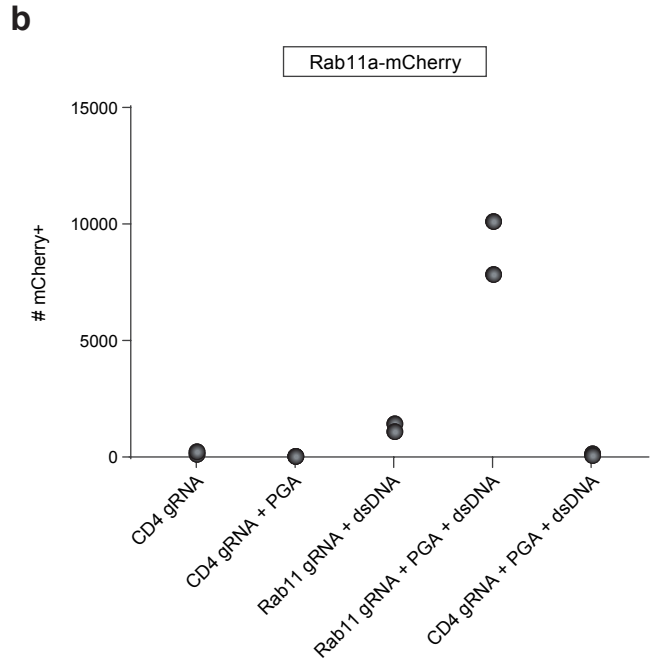 b
Rab11a-mCherry
# mCherry+
15000
10000
5000
0
CD4 gRNA
CD4 gRNA + PGA
Rab11 gRNA + dsDNA
Rab11 gRNA + PGA + dsDNA
CD4 gRNA + PGA + dsDNA